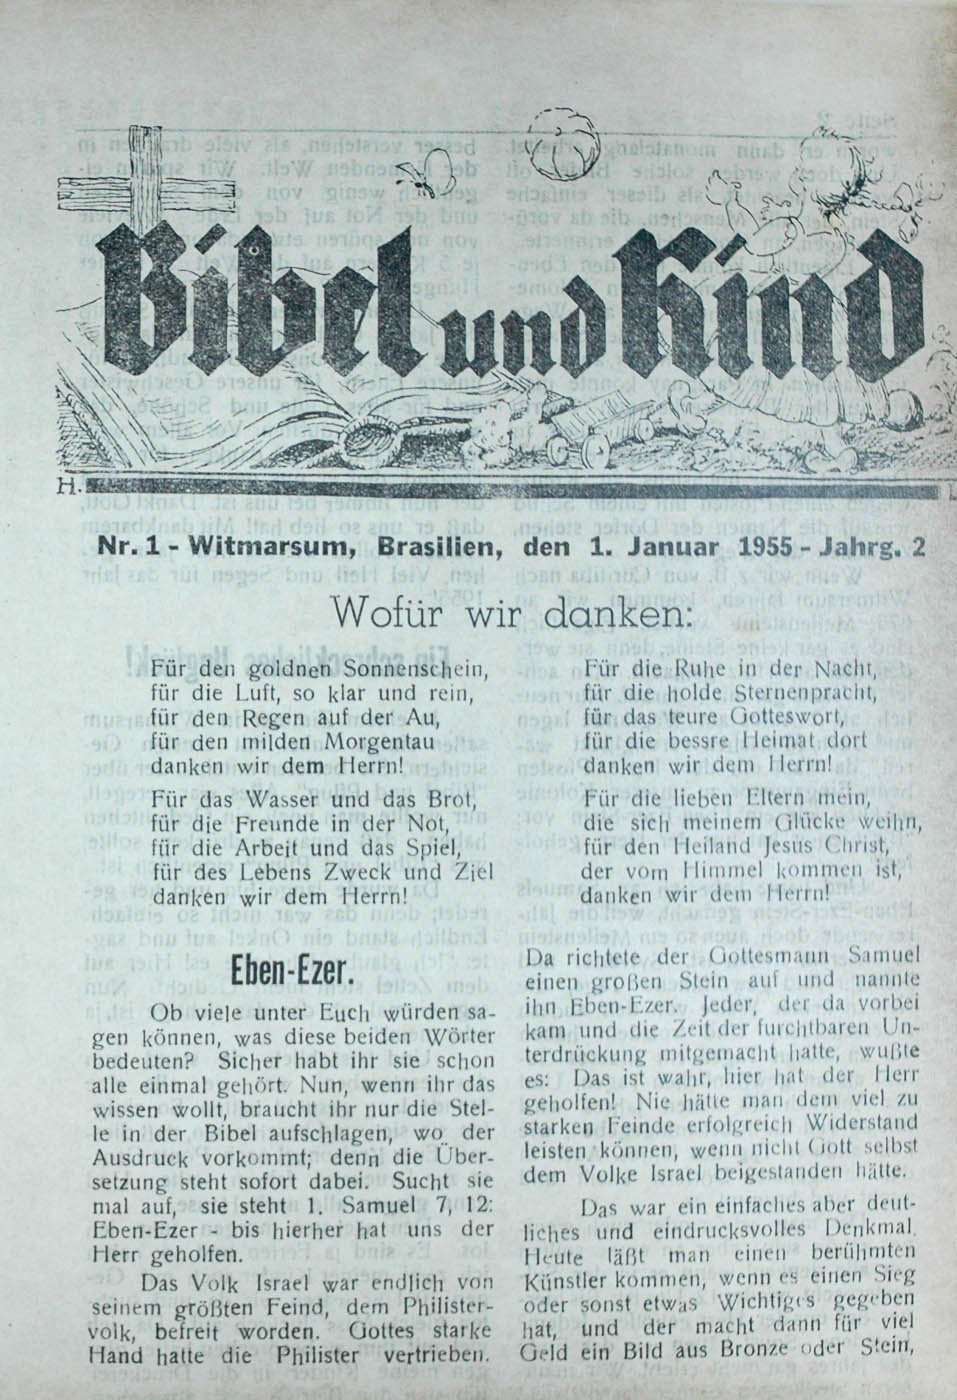 Bibel und Kind
H.
Nr. 1 - Witmarsum, Brasilien, den 1. Januar 1955 - Jahrg. 2
Wofür wir danken:
Für den goldnen Sonnenschein,
für die Luft, so klar und rein,
für den Regen auf der Au,
für den milden Morgentau
danken wir dem Herrn!
Für das Wasser und das Brot,
für die Freunde in der Not,
für die Arbeit und das Spiel,
für des Lebens Zweck und Ziel
danken wir dem Herrn!
Für die Ruhe in der Nacht,
für die holde Sternenpracht,
für das teure Gotteswort,
für die bessre Heimat dort
danken wir dem Herrn!
Für die lieben Eltern mein,
die sich meinem Glücke weihn,
für den Heiland Jesus Christ,
der vom Himmel kommen ist,
danken wir dem Herrn!
Eben-Ezer.
Ob viele unter Euch würden sa-
gen können, was diese beiden Wörter
bedeuten? Sicher habt ihr sie schon
alle einmal gehört. Nun, wenn ihr das
wissen wollt, braucht ihr nur die Stel-
le in der Bibel aufschlagen, wo der
Ausdruck vorkommt; denn die Über-
setzung steht sofort dabei. Sucht sie
mal auf, sie steht 1. Samuel 7, 12:
Eben-Ezer - bis hierher hat uns der
Herr geholfen.
Das Volk Israel war endlich von
seinem größten Feind, dem Philister-
volk, befreit worden. Gottes starke
Hand hatte die Philister vertrieben.
Da richtete der Gottesmann Samuel
einen großen Stein auf und nannte
ihn Eben-Ezer. Jeder, der da vorbei
kam und die Zeit der furchtbaren Un-
terdrückung mitgemacht hatte, wußte
es: Das ist wahr, hier hat der Herr
geholfen! Nie hätte man dem viel zu
starken Feinde erfolgreich Widerstand
leisten können, wenn nicht Gott selbst
dem Volke Israel beigestanden hätte.
Das war ein einfaches aber deut-
liches und eindrucksvolles Denkmal.
Heute läßt man einen berühmten
Künstler kommen, wenn es einen Sieg
oder sonst etwas Wichtiges gegeben
hat, und der macht dann für viel
Geld ein Bild aus Bronze oder Stein,